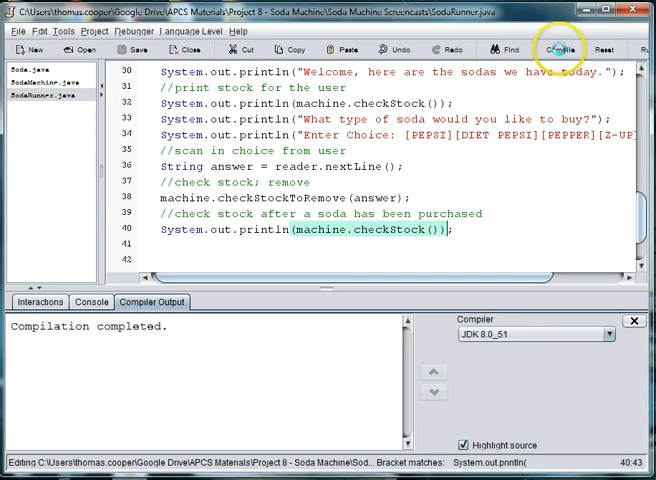 C:\Users\thomas.cooper\Google Drive\APCS Materials\Project 8 - Soda Machine\Soda Machine Screencasts\SodaRunner.java
File Edit Tools Project Debugger Language Level Help
New Open Save Close Cut Copy Paste Undo Redo Find Compile Reset Ru
Soda.java
SodaMachine.java
SodaRunner.java
30 System.out.println("Welcome, here are the sodas we have today.");
31 //print stock for the user
32 System.out.println(machine.checkStock());
33 System.out.println("What type of soda would you like to buy?");
34 System.out.println("Enter Choice: [PEPSI][DIET PEPSI][PEPPER][Z-UP
35 //scan in choice from user
36 String answer = reader.nextLine();
37 //check stock; remove
38 machine.checkStockToRemove(answer);
39 //check stock after a soda has been purchased
40 System.out.println(machine.checkStock());
41
42
Interactions Console Compiler Output
Compilation completed.
Compiler
JDK 8.0_51
Highlight source
Editing C:\Users\thomas.cooper\Google Drive\APCS Materials\Project 8 - Soda Machine\Sod... Bracket matches: System.out.println( 40:43